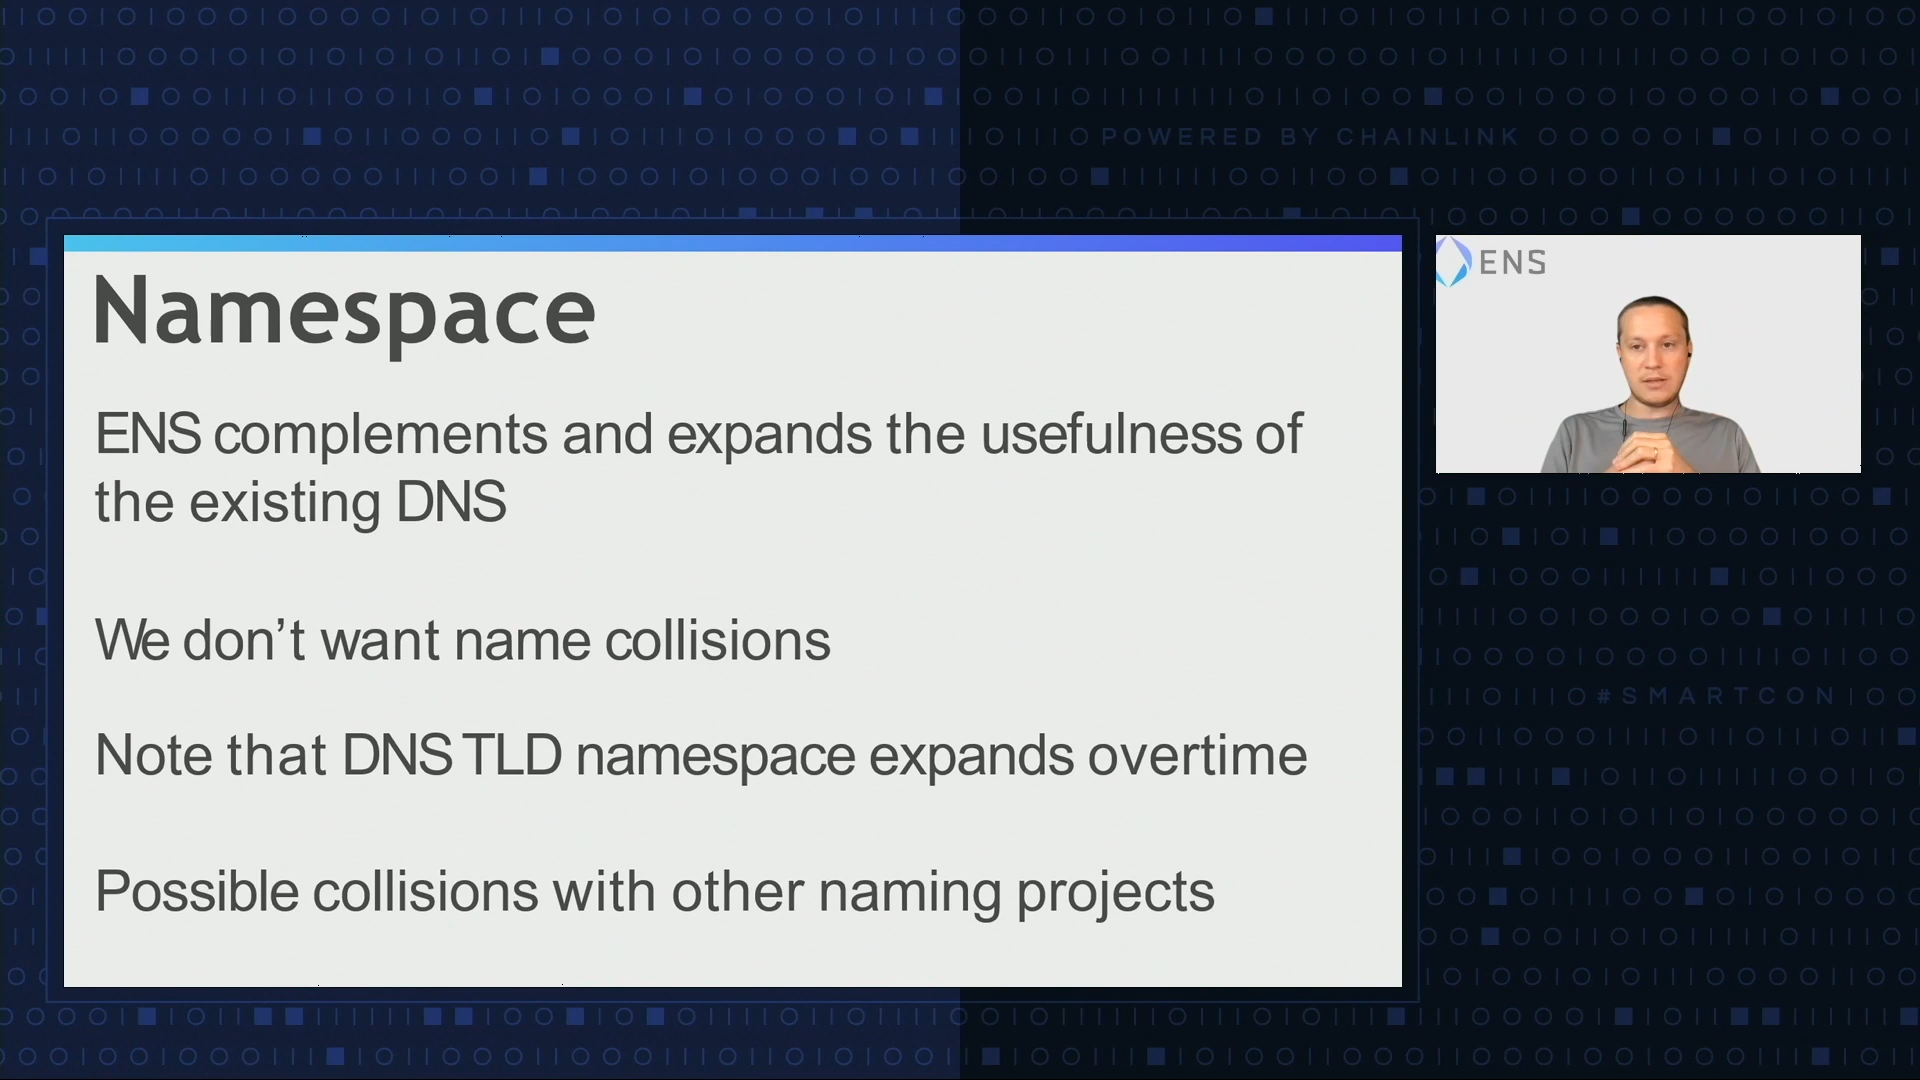 POWERED BY CHAINLINK
Namespace
ENS complements and expands the usefulness of
the existing DNS
We don’t want name collisions
Note that DNS TLD namespace expands overtime
Possible collisions with other naming projects
ENS
#SMARTCON